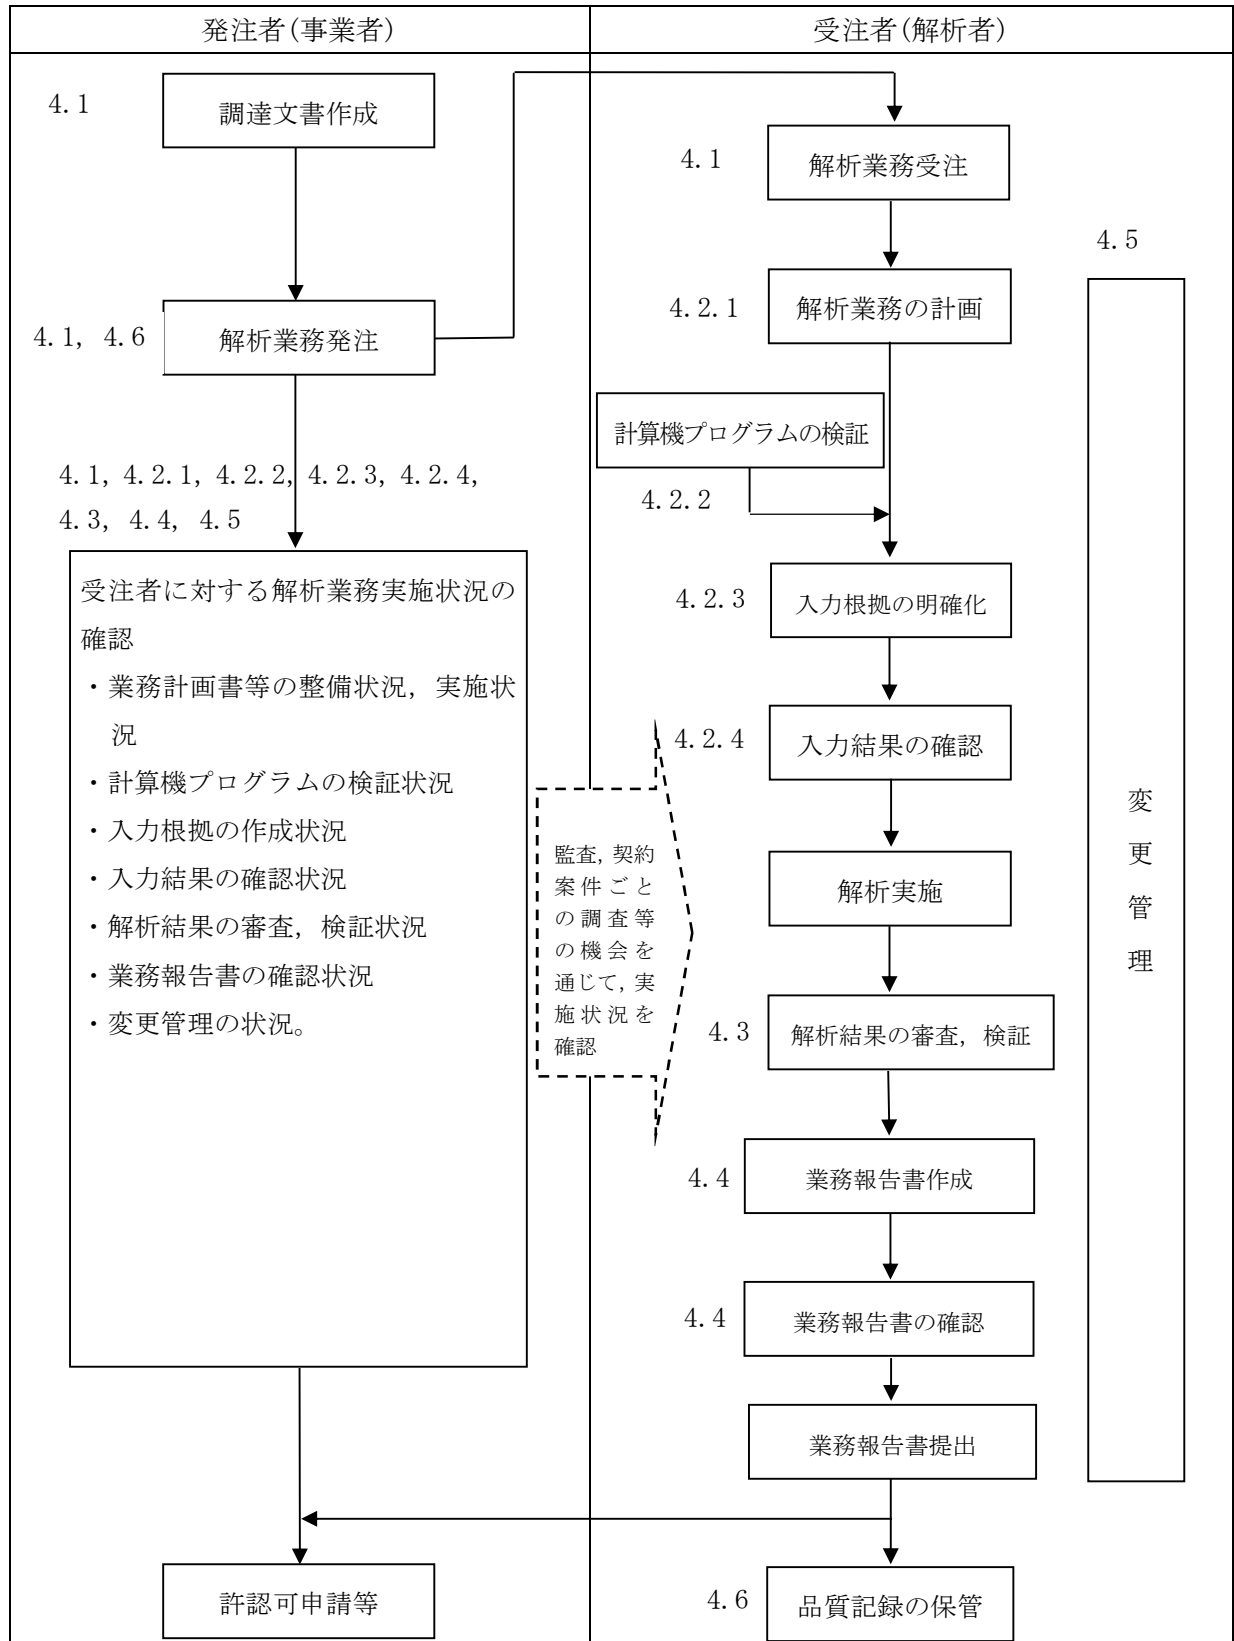 発注者(事業者)
受注者(解析者)
4.1
調達文書作成
4.1, 4.6
解析業務発注
4.1, 4.2.1, 4.2.2, 4.2.3, 4.2.4,
4.3, 4.4, 4.5
受注者に対する解析業務実施状況の
確認
・業務計画書等の整備状況, 実施状
況
・計算機プログラムの検証状況
・入力根拠の作成状況
・入力結果の確認状況
・解析結果の審査, 検証状況
・業務報告書の確認状況
・変更管理の状況。
許認可申請等
監査, 契約
案件ごと
の調査等
の機会を
通じて, 実
施状況を
確認
4.1
解析業務受注
4.2.1
解析業務の計画
計算機プログラムの検証
4.2.2
4.2.3
入力根拠の明確化
4.2.4
入力結果の確認
解析実施
4.3
解析結果の審査, 検証
4.4
業務報告書作成
4.4
業務報告書の確認
業務報告書提出
4.6
品質記録の保管
4.5
変
更
管
理